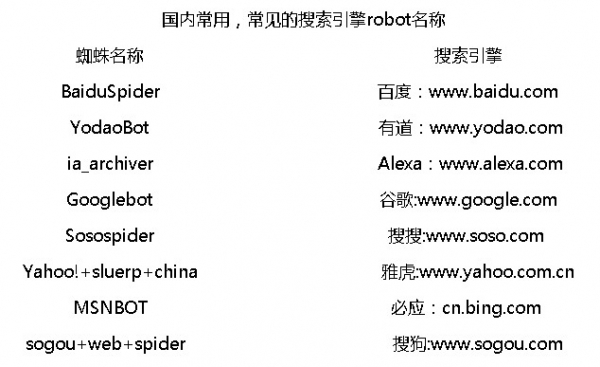 国内常用，常见的搜索引擎robot名称
蜘蛛名称 搜索引擎
BaiduSpider 百度：www.baidu.com
YodaoBot 有道：www.yodao.com
ia_archiver Alexa：www.alexa.com
Googlebot 谷歌:www.google.com
Sosospider 搜搜:www.soso.com
Yahoo!+sluerp+china 雅虎:www.yahoo.com.cn
MSNBOT 必应：cn.bing.com
sogou+web+spider 搜狗:www.sogou.com